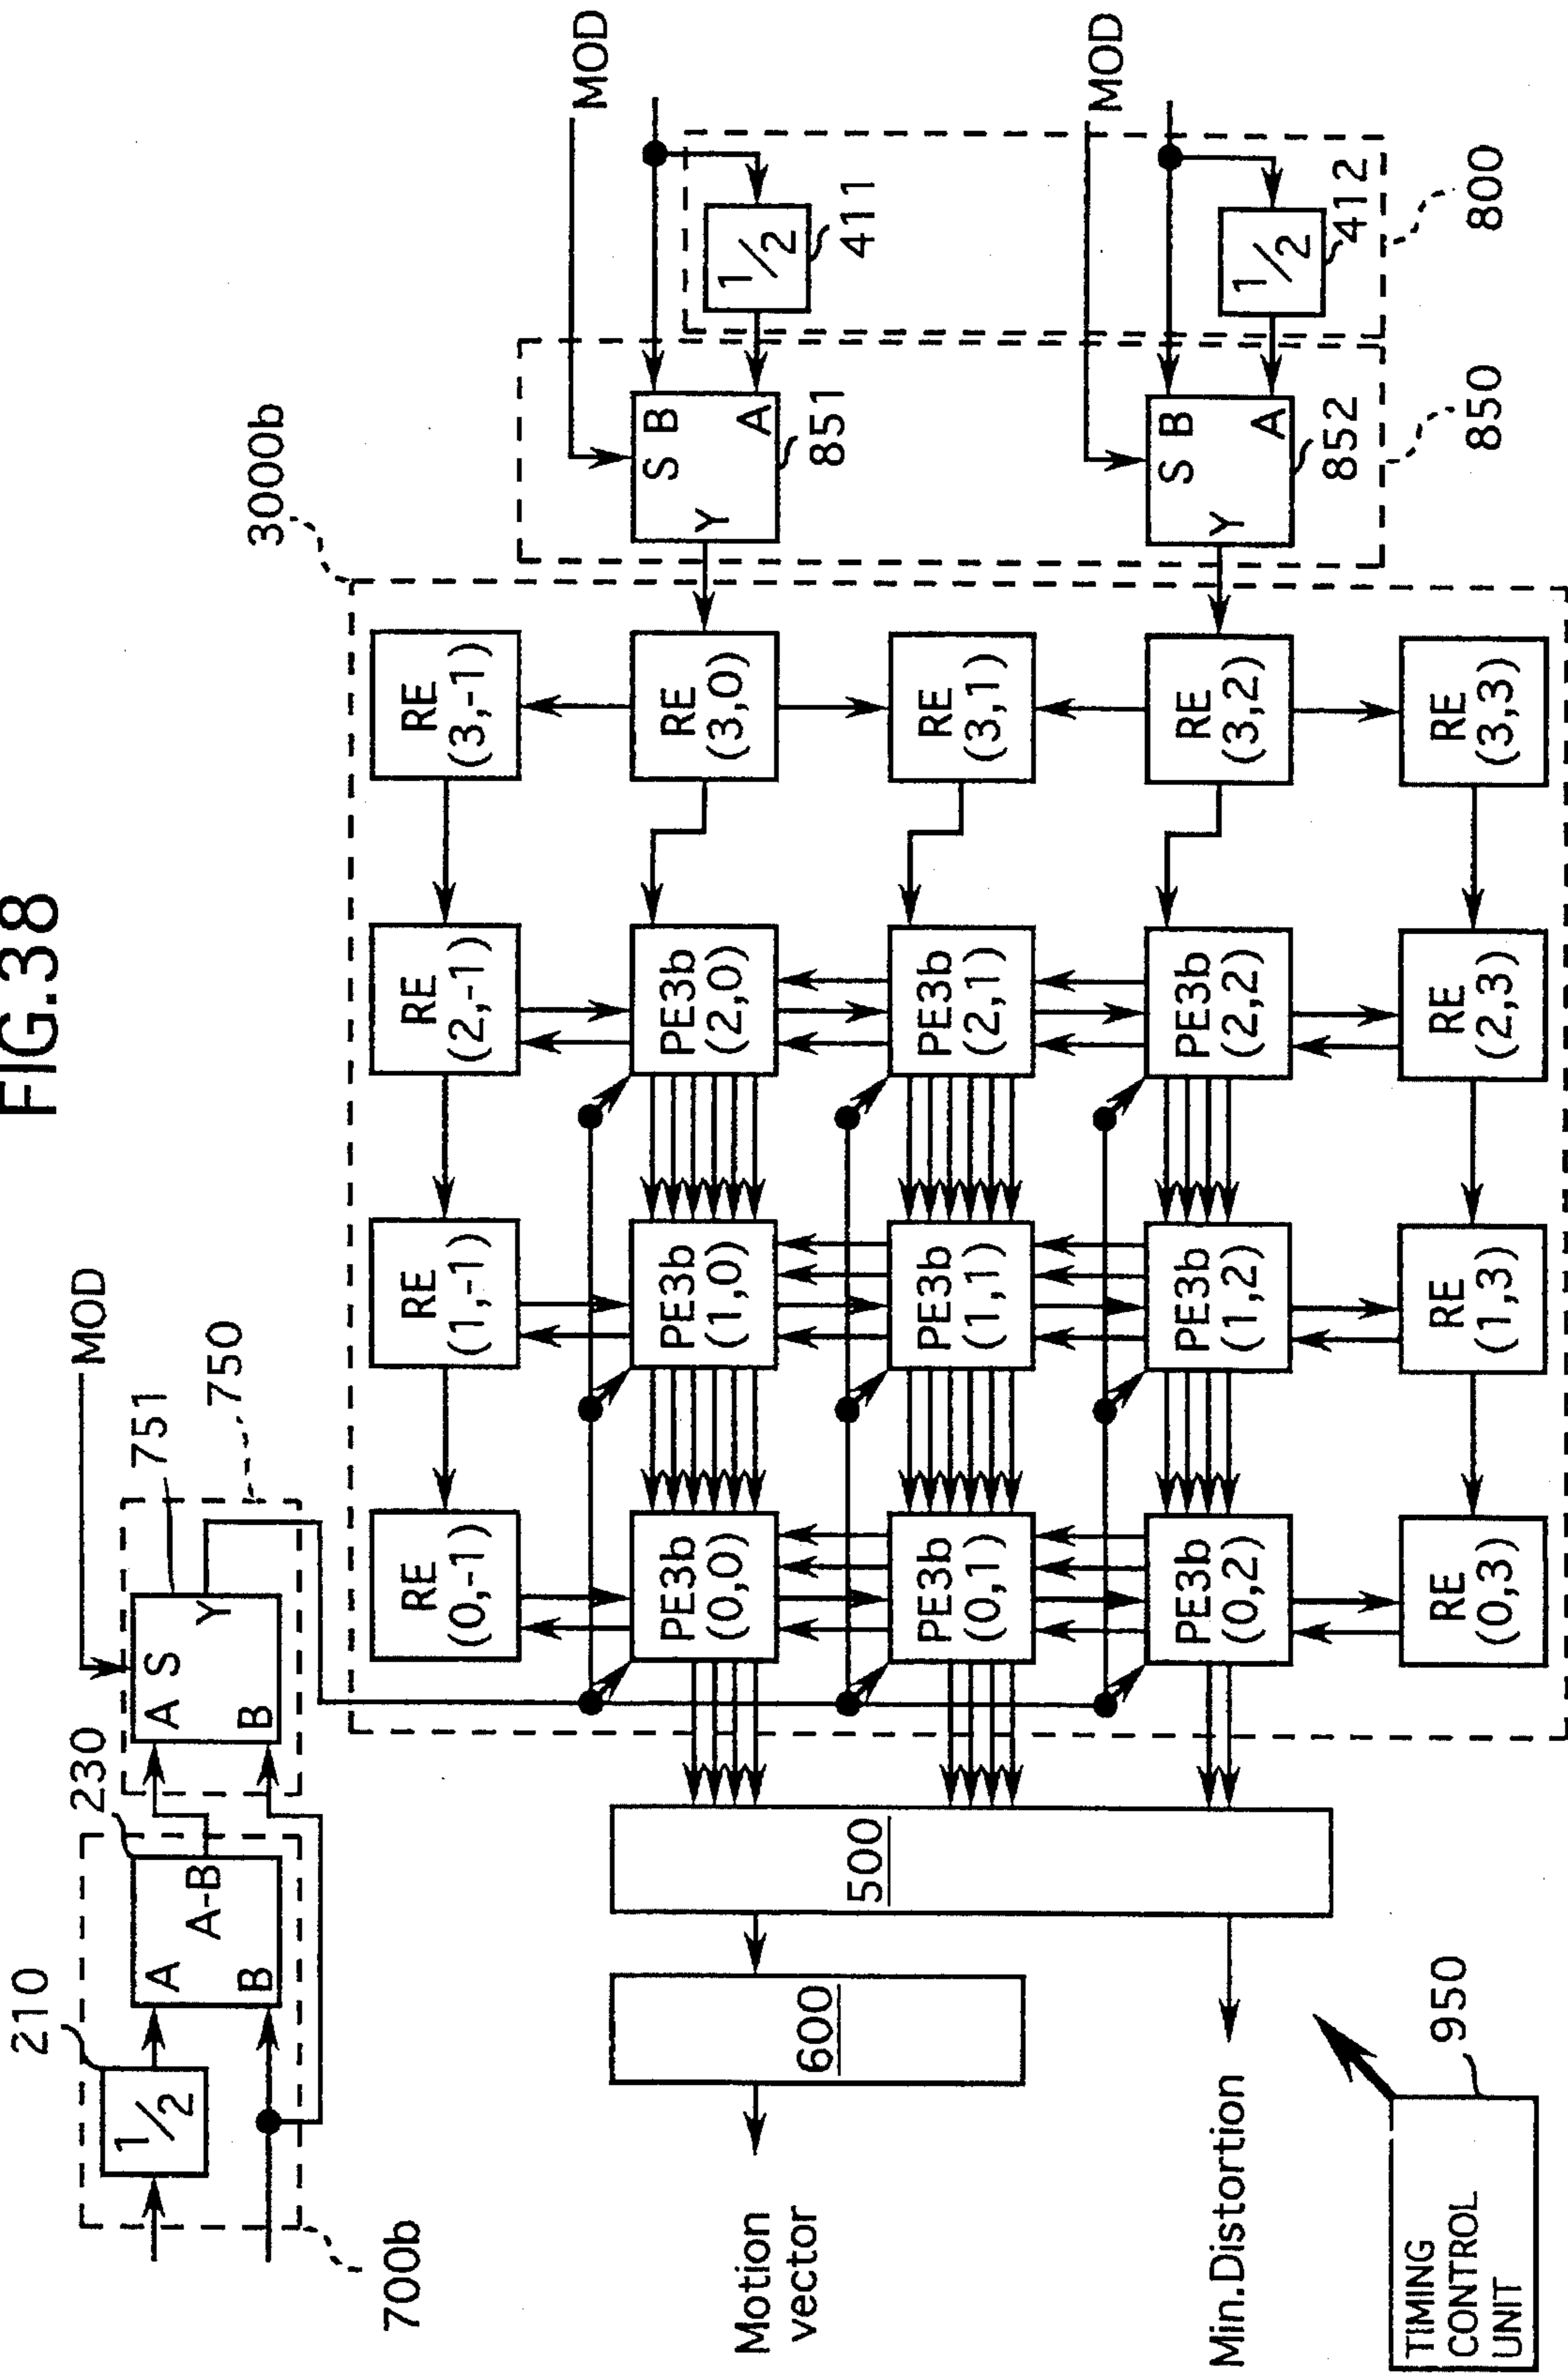 FIG.38
210
230
MOD
751
750
1/2
A
B
A-B
A S
B
Y
700b
3000b
MOD
MOD
RE
(0,-1)
RE
(1,-1)
RE
(2,-1)
RE
(3,-1)
PE3b
(0,0)
PE3b
(1,0)
PE3b
(2,0)
RE
(3,0)
Y
S B
A
851
1/2
411
PE3b
(0,1)
PE3b
(1,1)
PE3b
(2,1)
RE
(3,1)
PE3b
(0,2)
PE3b
(1,2)
PE3b
(2,2)
RE
(3,2)
Y
S B
A
852
1/2
412
RE
(0,3)
RE
(1,3)
RE
(2,3)
RE
(3,3)
850
800
500
600
Motion
vector
Min.Distortion
950
TIMING
CONTROL
UNIT